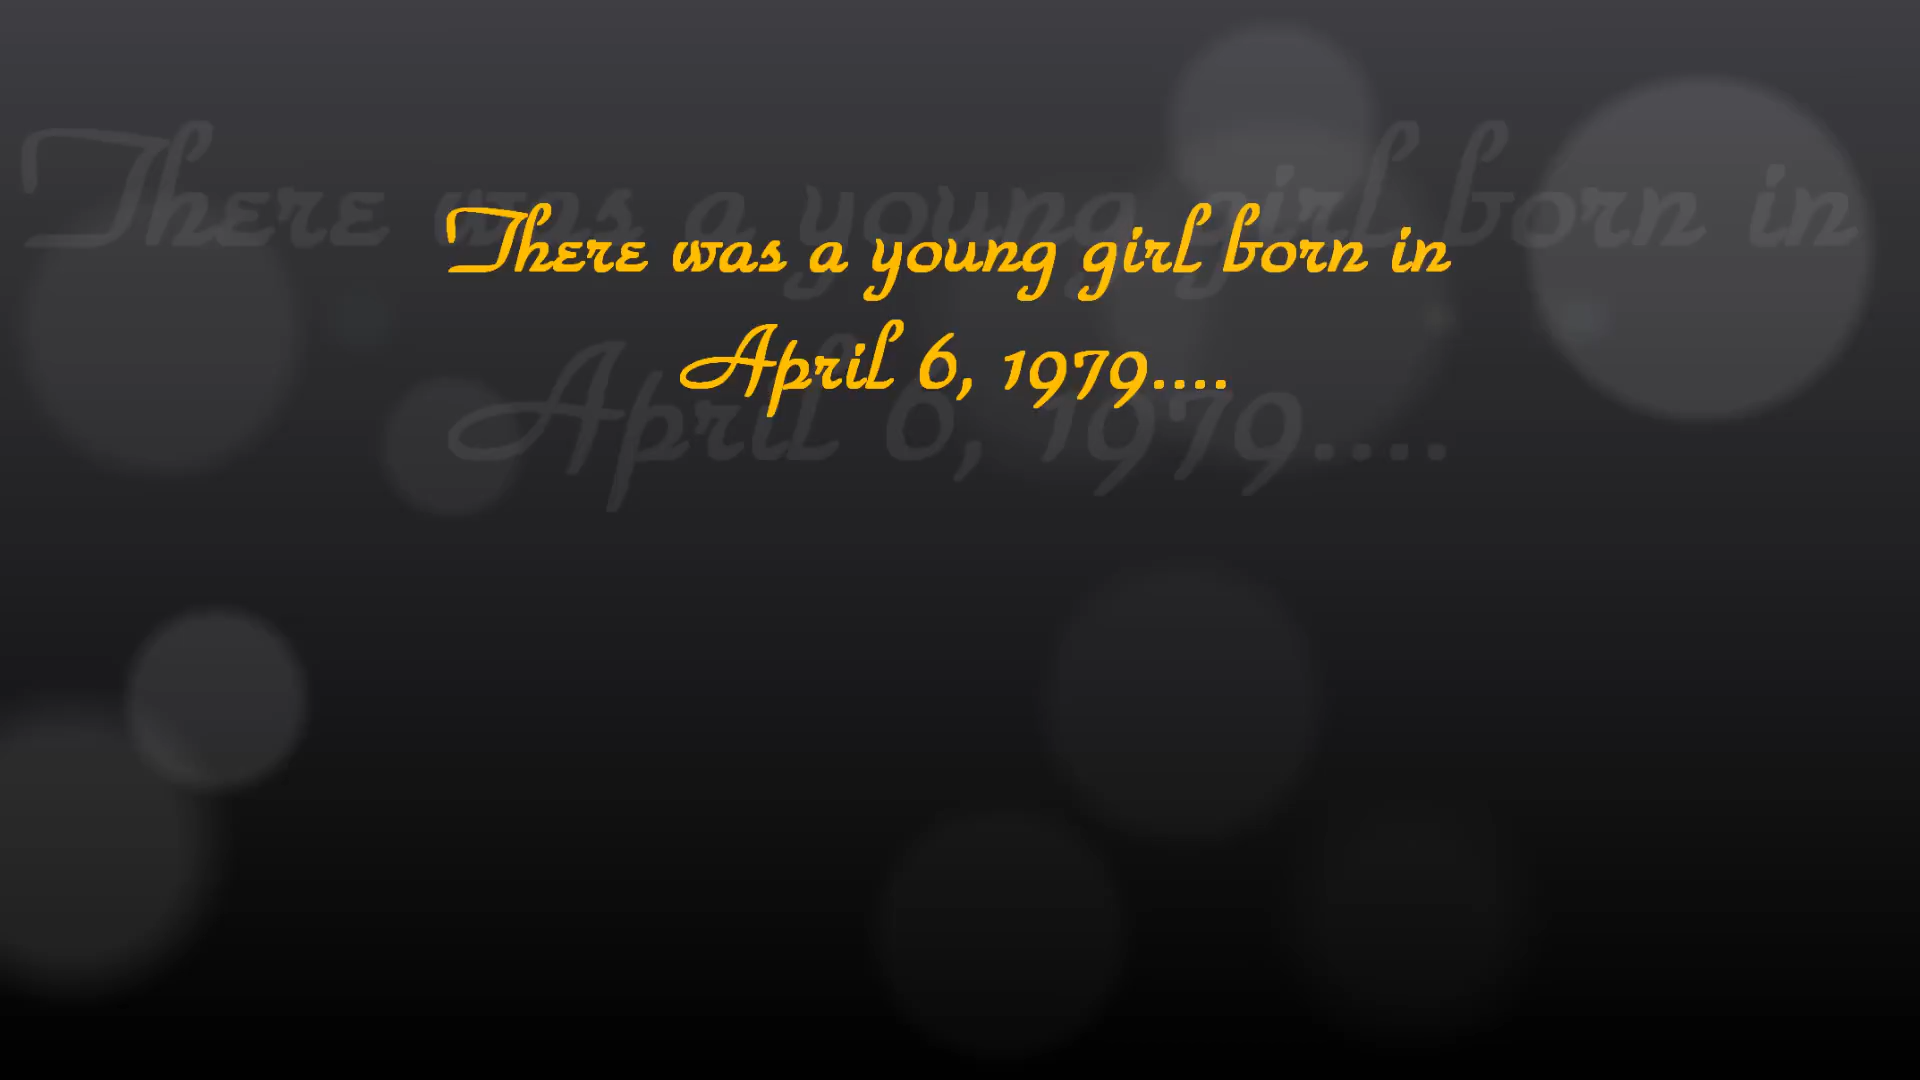 There was a young girl born in
April 6, 1979....